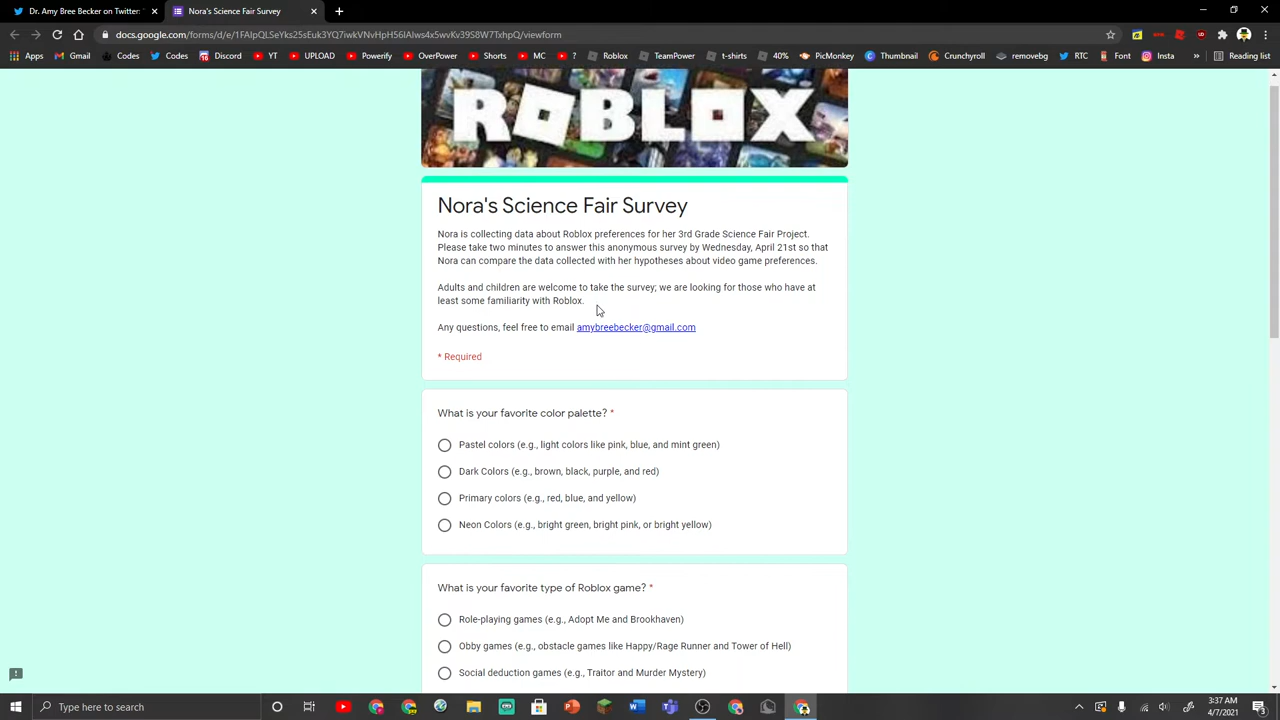 Dr. Amy Bree Becker on Twitter: "
Nora's Science Fair Survey
docs.google.com/forms/d/e/1FAIpQLSeYks25sEuk3YQ7iwkVNvHpH56IAlws4x5wvKv39S8W7TxhpQ/viewform
Apps Gmail Codes Codes Discord YT UPLOAD Powerify OverPower Shorts MC ? Roblox TeamPower t-shirts 40% PicMonkey Thumbnail Crunchyroll removebg RTC Font Insta » Reading list
ROBLOX
Nora's Science Fair Survey
Nora is collecting data about Roblox preferences for her 3rd Grade Science Fair Project.
Please take two minutes to answer this anonymous survey by Wednesday, April 21st so that
Nora can compare the data collected with her hypotheses about video game preferences.
Adults and children are welcome to take the survey; we are looking for those who have at
least some familiarity with Roblox.
Any questions, feel free to email amybreebecker@gmail.com
* Required
What is your favorite color palette? *
Pastel colors (e.g., light colors like pink, blue, and mint green)
Dark Colors (e.g., brown, black, purple, and red)
Primary colors (e.g., red, blue, and yellow)
Neon Colors (e.g., bright green, bright pink, or bright yellow)
What is your favorite type of Roblox game? *
Role-playing games (e.g., Adopt Me and Brookhaven)
Obby games (e.g., obstacle games like Happy/Rage Runner and Tower of Hell)
Social deduction games (e.g., Traitor and Murder Mystery)
Type here to search
3:37 AM
4/7/2021